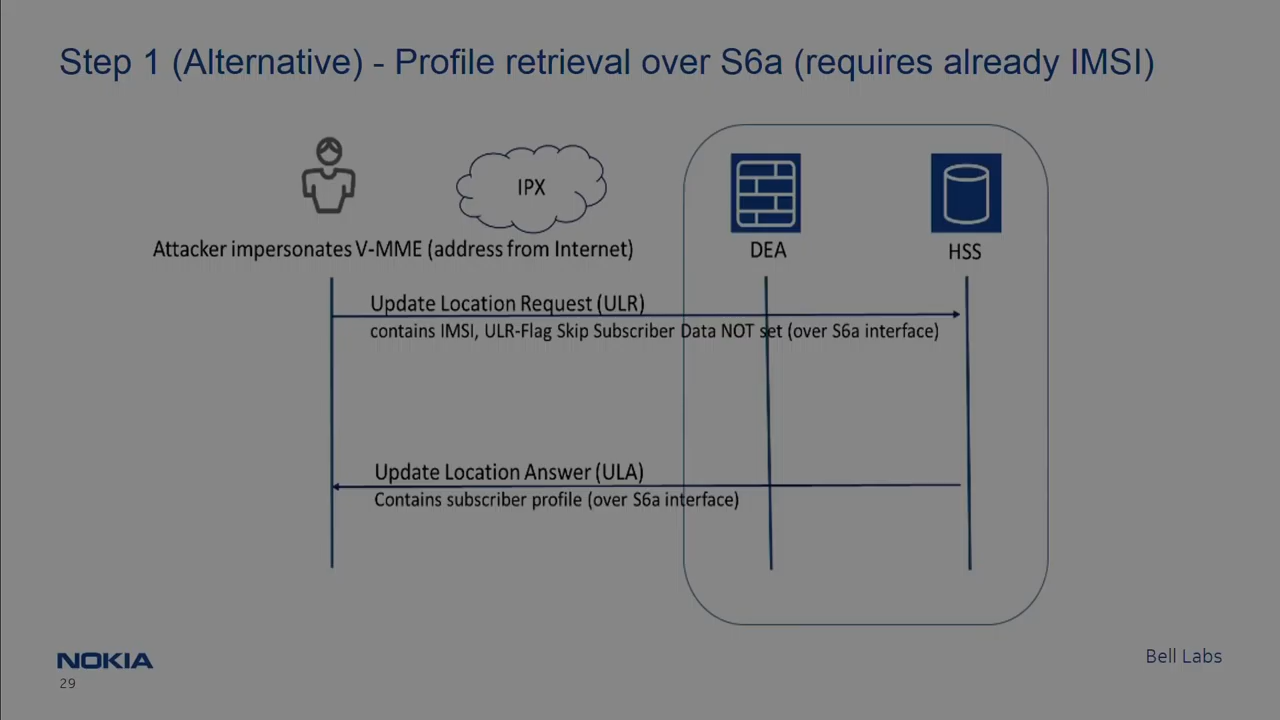 Step 1 (Alternative) - Profile retrieval over S6a (requires already IMSI)
IPX
Attacker impersonates V-MME (address from Internet)
DEA
HSS
Update Location Request (ULR)
contains IMSI, ULR-Flag Skip Subscriber Data NOT set (over S6a interface)
Update Location Answer (ULA)
Contains subscriber profile (over S6a interface)
NOKIA
Bell Labs
29